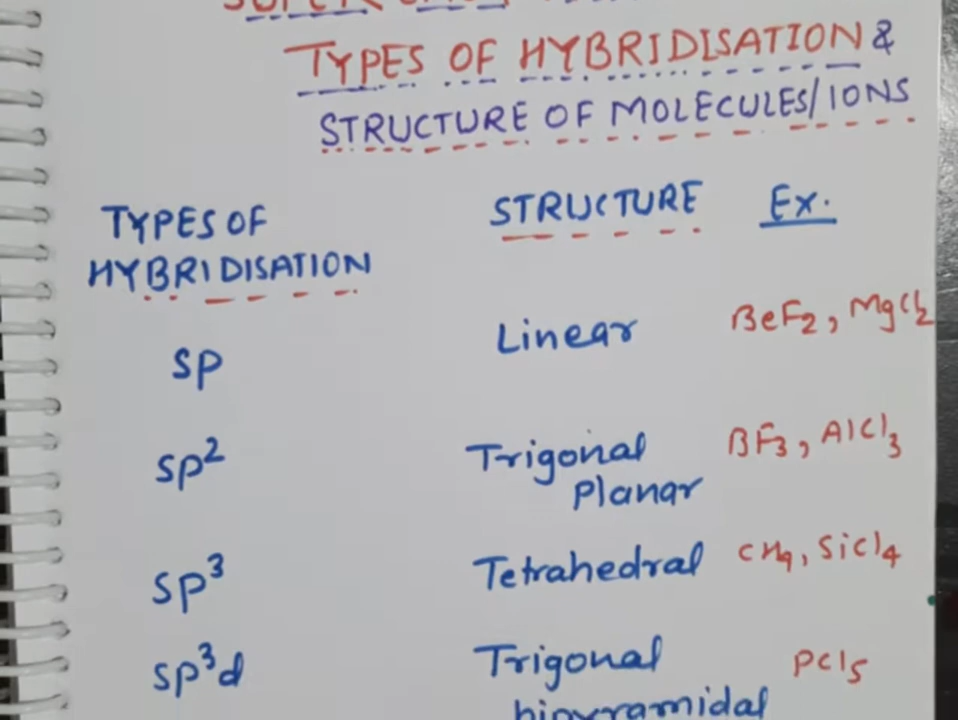 TYPES OF HYBRIDISATION &
STRUCTURE OF MOLECULES/IONS
TYPES OF HYBRIDISATION STRUCTURE Ex.
sp Linear BeF2, MgCl2
sp² Trigonal Planar BF3, AlCl3
sp³ Tetrahedral CH4, SiCl4
sp³d Trigonal bipyramidal PCl5